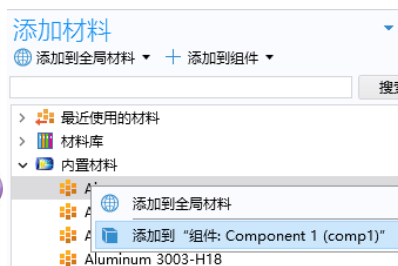 添加材料
添加到全局材料 添加到组件
最近使用的材料
材料库
内置材料
添加到全局材料
添加到“组件: Component 1 (comp1)”
Aluminum 3003-H18